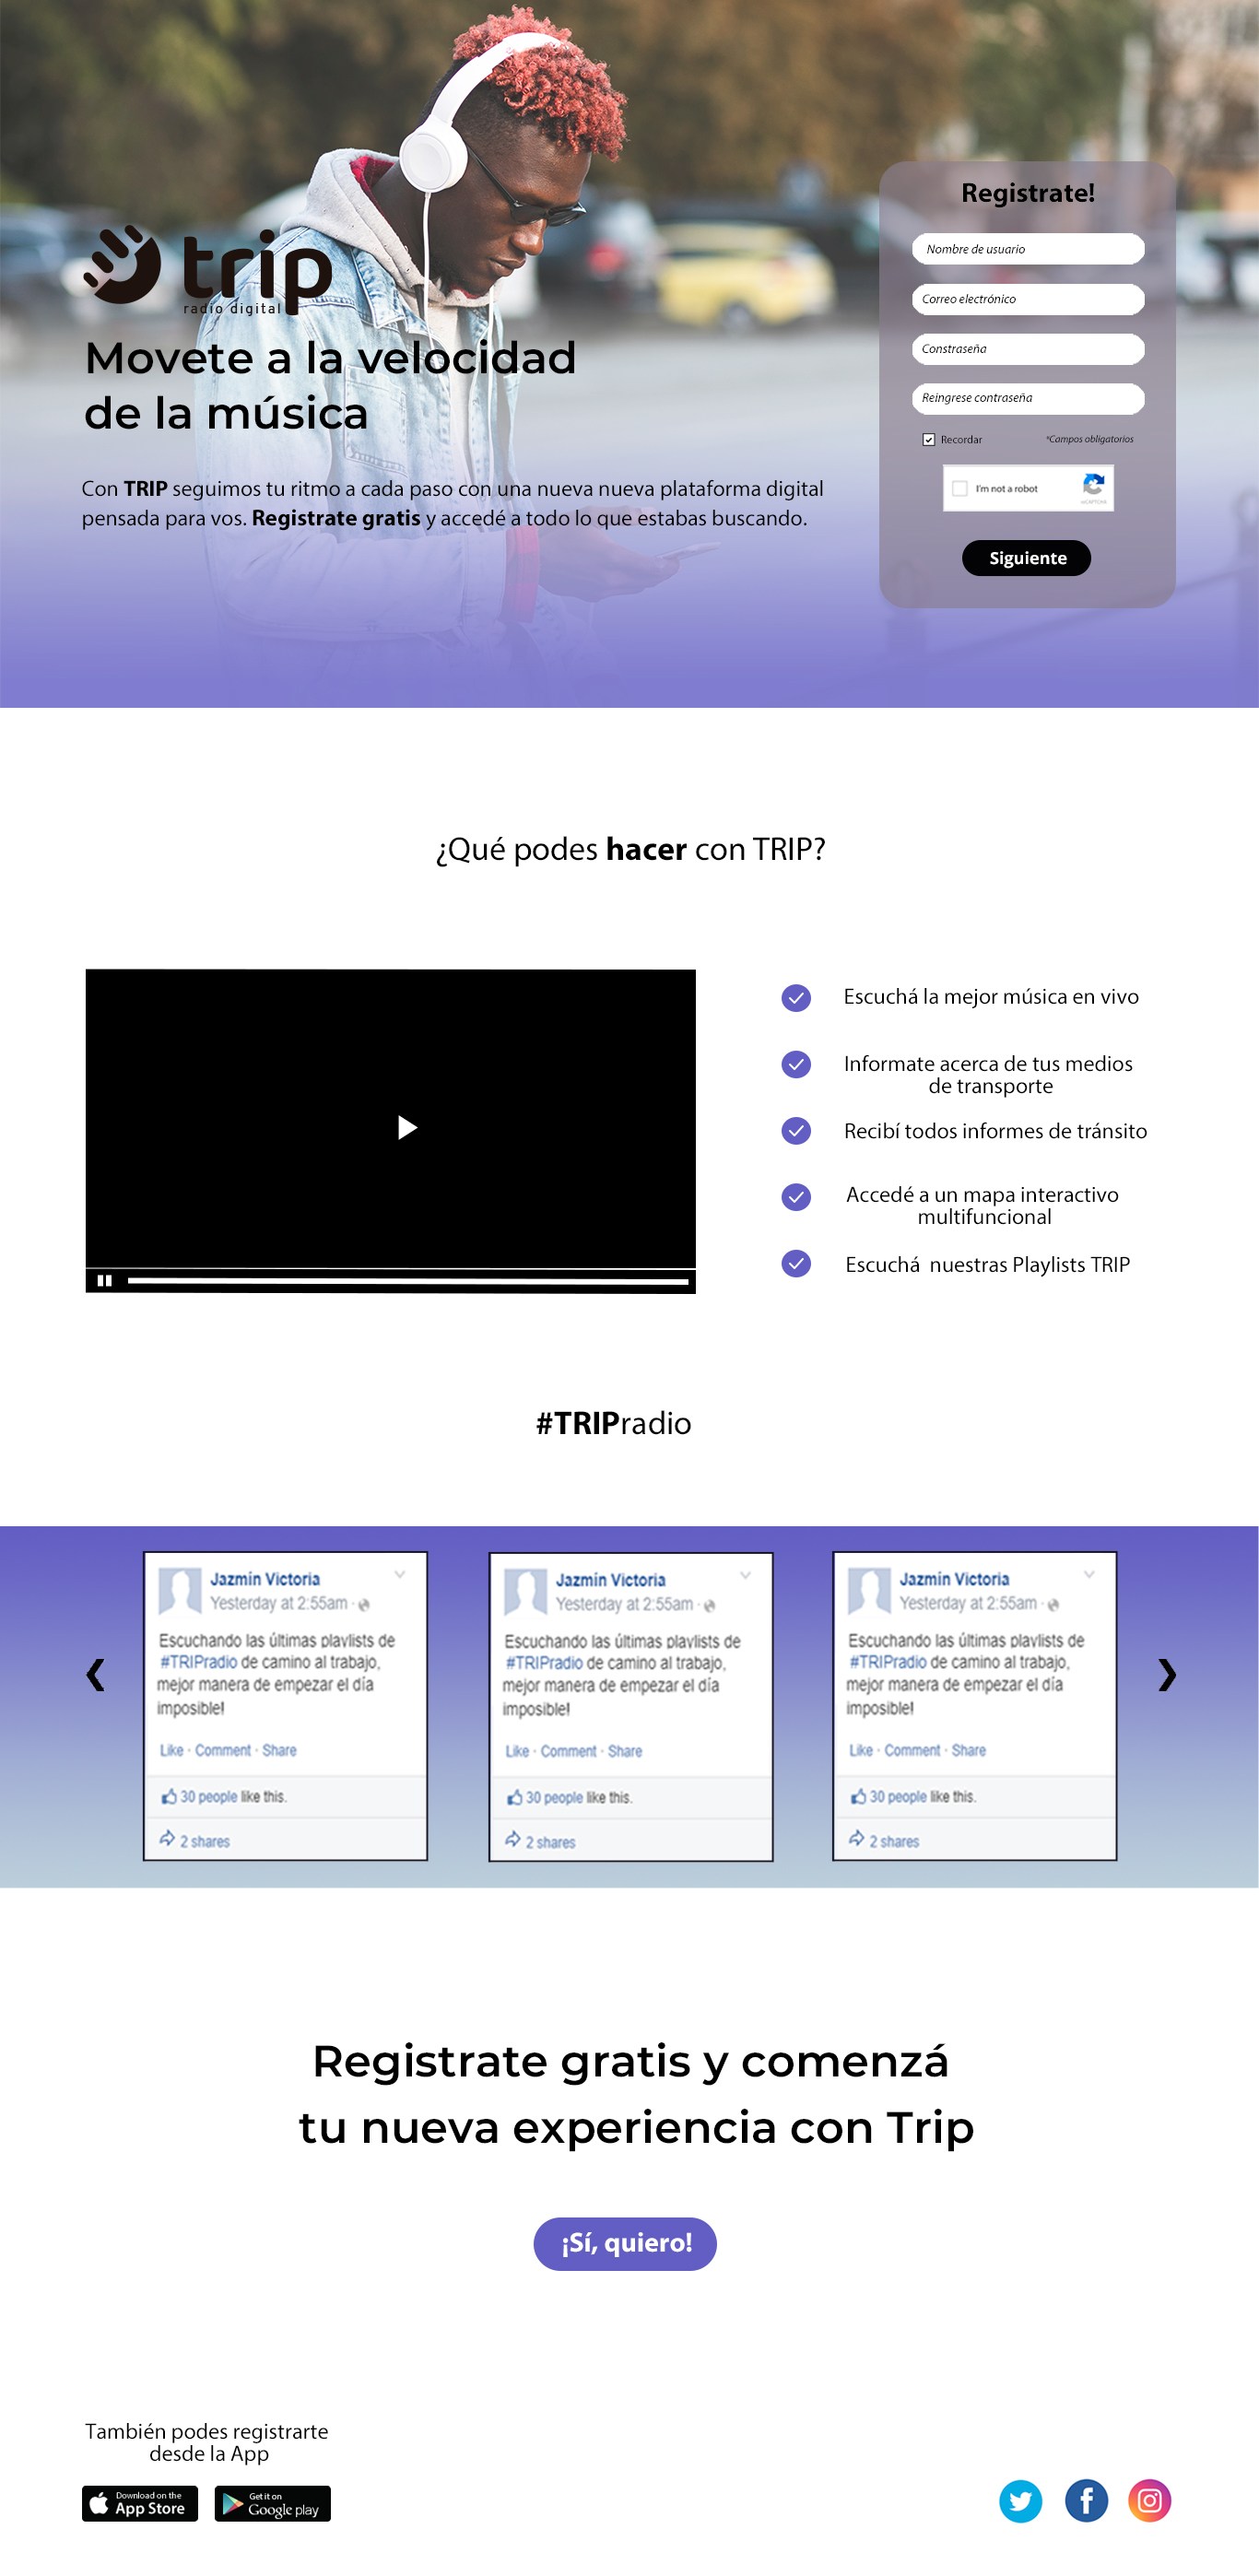 trip
radio digital
Movete a la velocidad
de la música
Con TRIP seguimos tu ritmo a cada paso con una nueva nueva plataforma digital
pensada para vos. Registrate gratis y accedé a todo lo que estabas buscando.
Registrate!
Nombre de usuario
Correo electrónico
Constraseña
Reingrese contraseña
Recordar
*Campos obligatorios
I'm not a robot
reCAPTCHA
Siguiente
¿Qué podes hacer con TRIP?
Escuchá la mejor música en vivo
Informate acerca de tus medios
de transporte
Recibí todos informes de tránsito
Accedé a un mapa interactivo
multifuncional
Escuchá  nuestras Playlists TRIP
#TRIPradio
Jazmín Victoria
Yesterday at 2:55am ·
Escuchando las últimas playlists de
#TRIPradio de camino al trabajo,
mejor manera de empezar el día
imposible!
Like · Comment · Share
30 people like this.
2 shares
Jazmín Victoria
Yesterday at 2:55am ·
Escuchando las últimas playlists de
#TRIPradio de camino al trabajo,
mejor manera de empezar el día
imposible!
Like · Comment · Share
30 people like this.
2 shares
Jazmín Victoria
Yesterday at 2:55am ·
Escuchando las últimas playlists de
#TRIPradio de camino al trabajo,
mejor manera de empezar el día
imposible!
Like · Comment · Share
30 people like this.
2 shares
Registrate gratis y comenzá
tu nueva experiencia con Trip
¡Sí, quiero!
También podes registrarte
desde la App
Download on the
App Store
Get it on
Google play